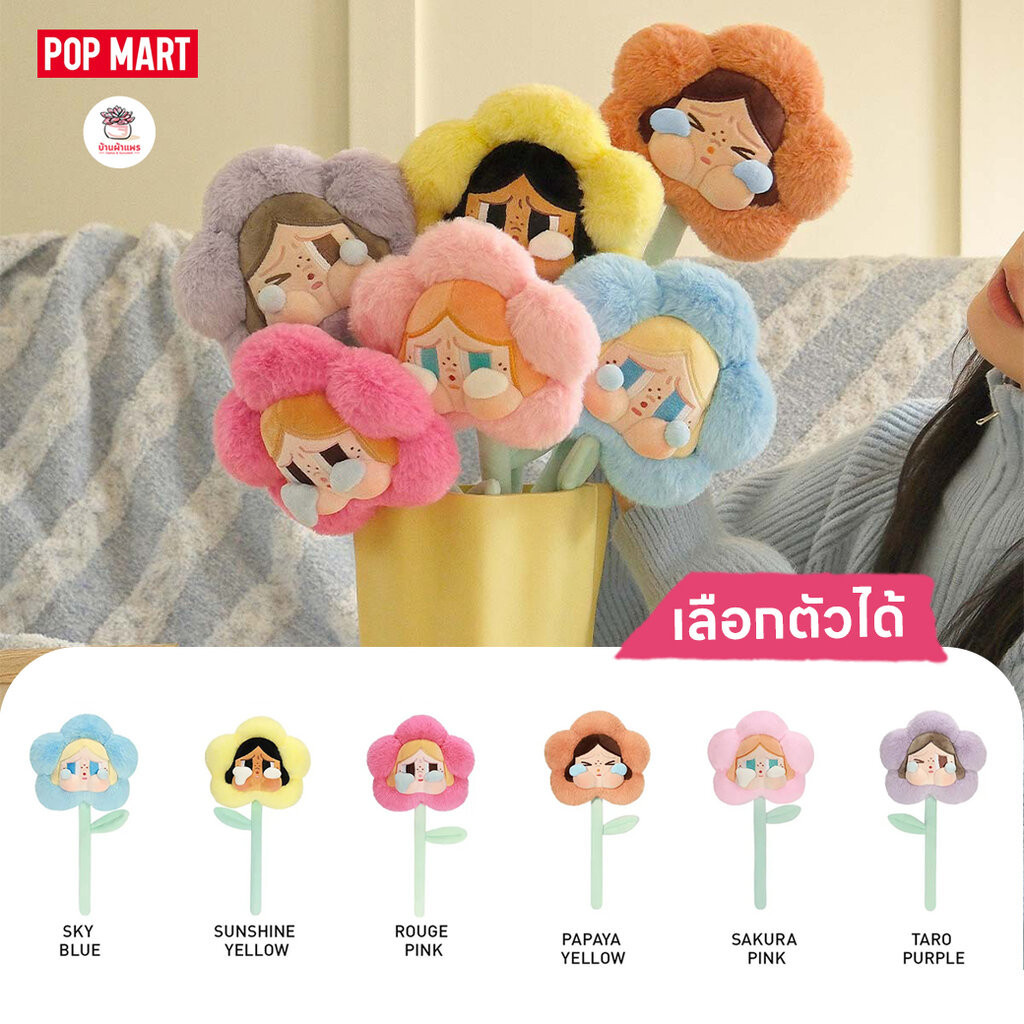 POP MART
บ้านผ้าแพร
เลือกตัวได้
SKY
BLUE
SUNSHINE
YELLOW
ROUGE
PINK
PAPAYA
YELLOW
SAKURA
PINK
TARO
PURPLE